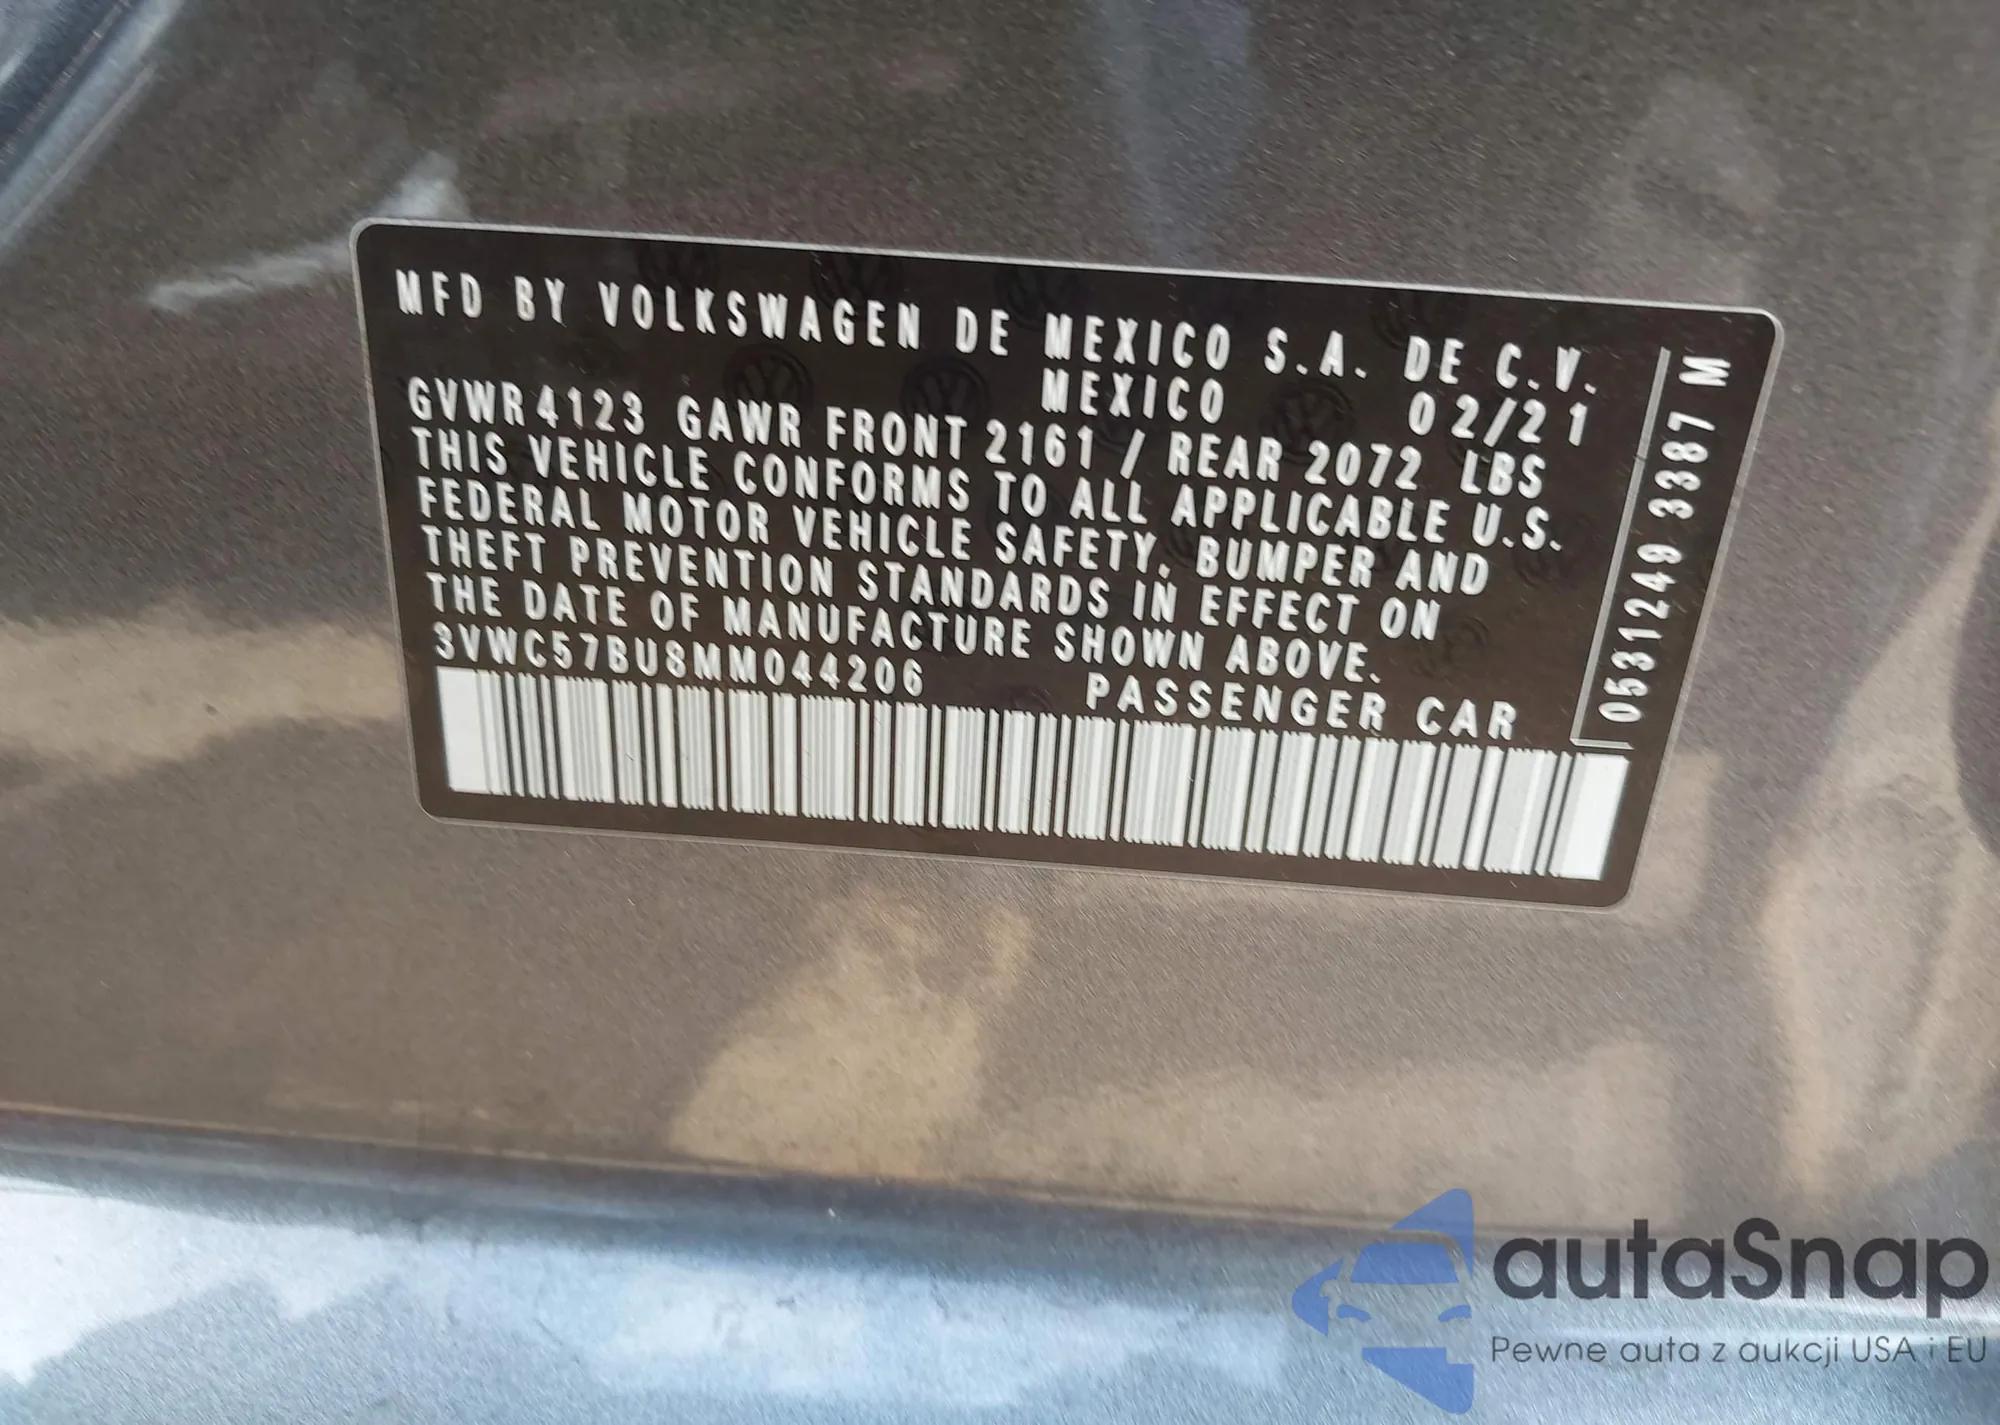 MFD BY VOLKSWAGEN DE MEXICO S.A. DE C.V.
MEXICO 02/21
GVWR 4123 GAWR FRONT 2161 / REAR 2072 LBS
THIS VEHICLE CONFORMS TO ALL APPLICABLE U.S.
FEDERAL MOTOR VEHICLE SAFETY, BUMPER AND
THEFT PREVENTION STANDARDS IN EFFECT ON
THE DATE OF MANUFACTURE SHOWN ABOVE.
3VWC57BU8MM044206 PASSENGER CAR
0531249 3387 M
autaSnap
Pewne auta z aukcji USA i EU